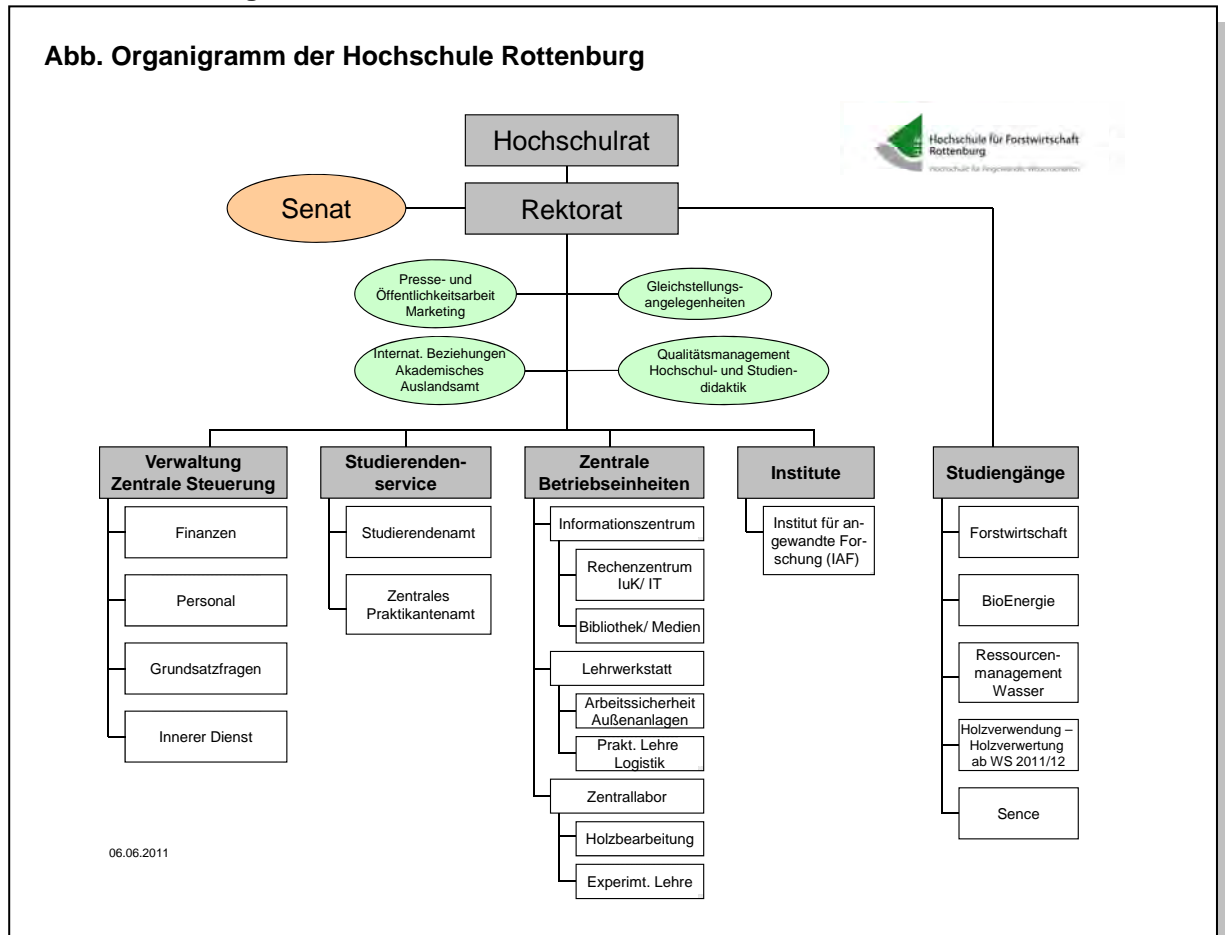 Abb. Organigramm der Hochschule Rottenburg
Hochschule für Forstwirtschaft
Rottenburg
Hochschule für Angewandte Wissenschaften
Hochschulrat
Senat
Rektorat
Presse- und
Öffentlichkeitsarbeit
Marketing
Gleichstellungs-
angelegenheiten
Internat. Beziehungen
Akademisches
Auslandsamt
Qualitätsmanagement
Hochschul- und Studien-
didaktik
Verwaltung
Zentrale Steuerung
Finanzen
Personal
Grundsatzfragen
Innerer Dienst
Studierenden-
service
Studierendenamt
Zentrales
Praktikantenamt
Zentrale
Betriebseinheiten
Informationszentrum
Rechenzentrum
IuK/ IT
Bibliothek/ Medien
Lehrwerkstatt
Arbeitssicherheit
Außenanlagen
Prakt. Lehre
Logistik
Zentrallabor
Holzbearbeitung
Experimt. Lehre
Institute
Institut für an-
gewandte For-
schung (IAF)
Studiengänge
Forstwirtschaft
BioEnergie
Ressourcen-
management
Wasser
Holzverwendung –
Holzverwertung
ab WS 2011/12
Sence
06.06.2011